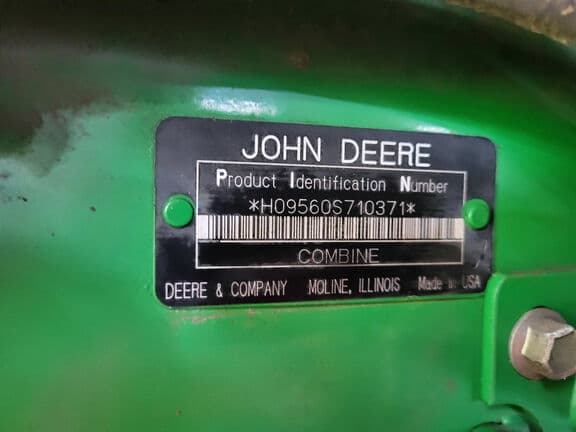 JOHN DEERE
Product Identification Number
*H09560S710371*
COMBINE
DEERE & COMPANY MOLINE, ILLINOIS Made in USA